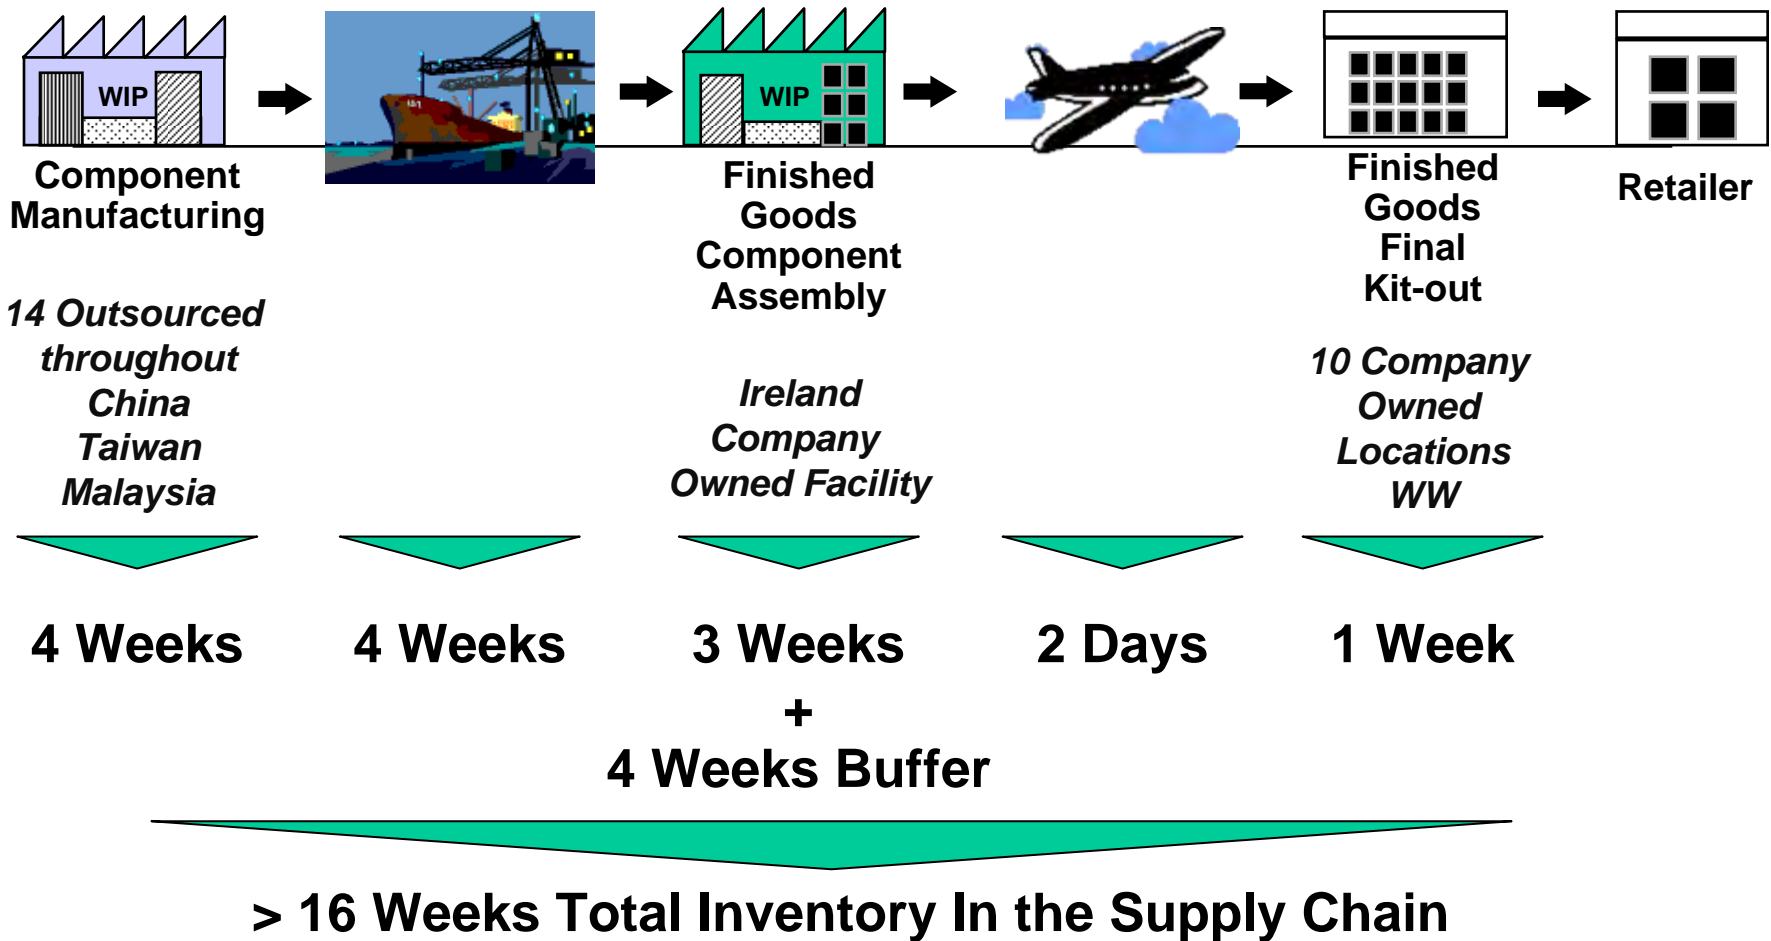 WIP
WIP
Component
Manufacturing
Finished
Goods
Component
Assembly
Finished
Goods
Final
Kit-out
Retailer
14 Outsourced
throughout
China
Taiwan
Malaysia
Ireland
Company
Owned Facility
10 Company
Owned
Locations
WW
4 Weeks
4 Weeks
3 Weeks
2 Days
1 Week
+
4 Weeks Buffer
> 16 Weeks Total Inventory In the Supply Chain